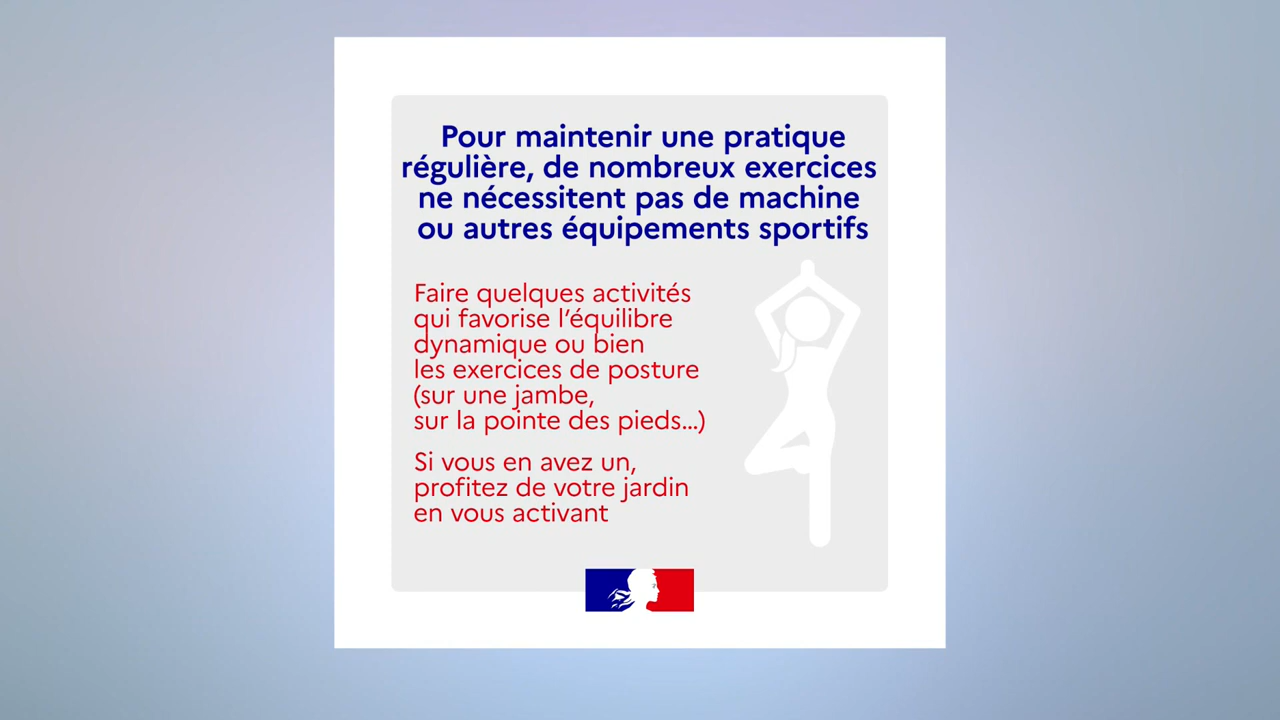 Pour maintenir une pratique
régulière, de nombreux exercices
ne nécessitent pas de machine
ou autres équipements sportifs
Faire quelques activités
qui favorise l’équilibre
dynamique ou bien
les exercices de posture
(sur une jambe,
sur la pointe des pieds...)
Si vous en avez un,
profitez de votre jardin
en vous activant